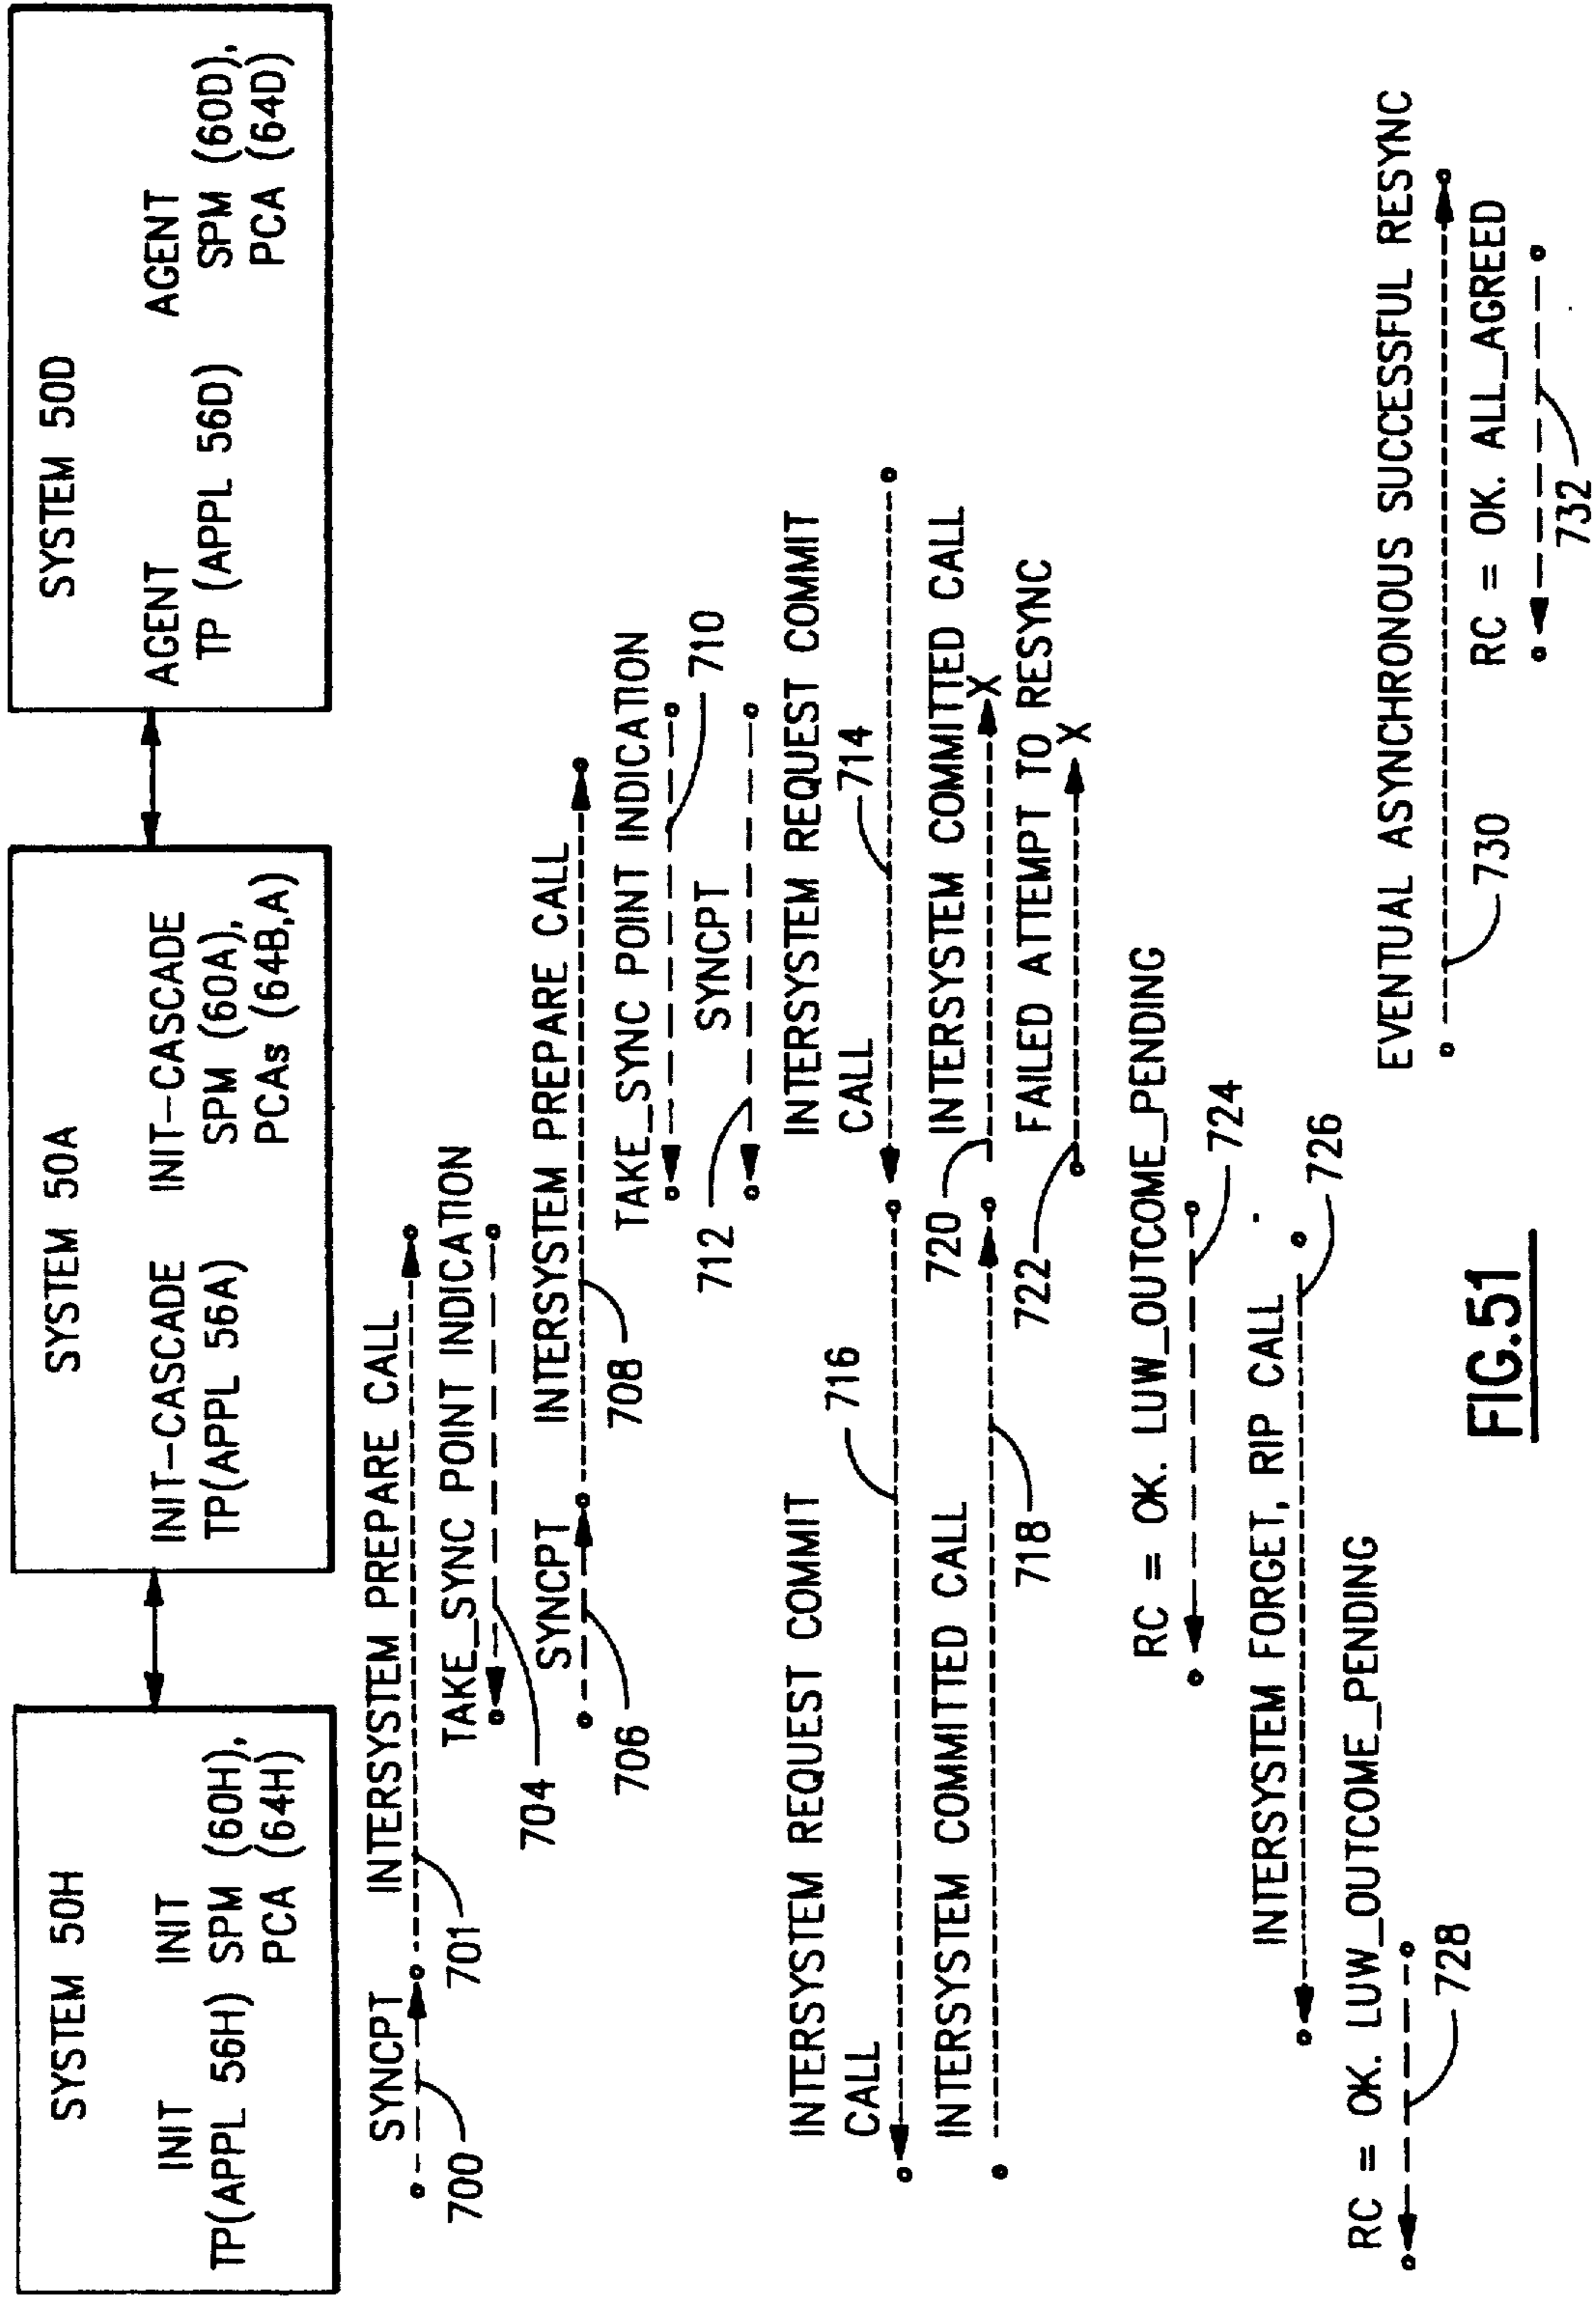 SYSTEM 50H
INIT INIT
TP(APPL 56H) SPM (60H),
PCA (64H)
SYSTEM 50A
INIT-CASCADE INIT-CASCADE
TP(APPL 56A) SPM (60A),
PCAs (64B,A)
SYSTEM 50D
AGENT AGENT
TP (APPL 56D) SPM (60D),
PCA (64D)
SYNCPT INTERSYSTEM PREPARE CALL
700
701
TAKE_SYNC POINT INDICATION
704
SYNCPT INTERSYSTEM PREPARE CALL
706
708
TAKE_SYNC POINT INDICATION
710
SYNCPT
712
INTERSYSTEM REQUEST COMMIT
CALL
714
INTERSYSTEM REQUEST COMMIT
CALL
716
INTERSYSTEM COMMITTED CALL
718
INTERSYSTEM COMMITTED CALL
X
720
FAILED ATTEMPT TO RESYNC
X
722
RC = OK. LUW_OUTCOME_PENDING
724
INTERSYSTEM FORGET, RIP CALL
726
RC = OK. LUW_OUTCOME_PENDING
728
EVENTUAL ASYNCHRONOUS SUCCESSFUL RESYNC
730
RC = OK. ALL_AGREED
732
FIG.51